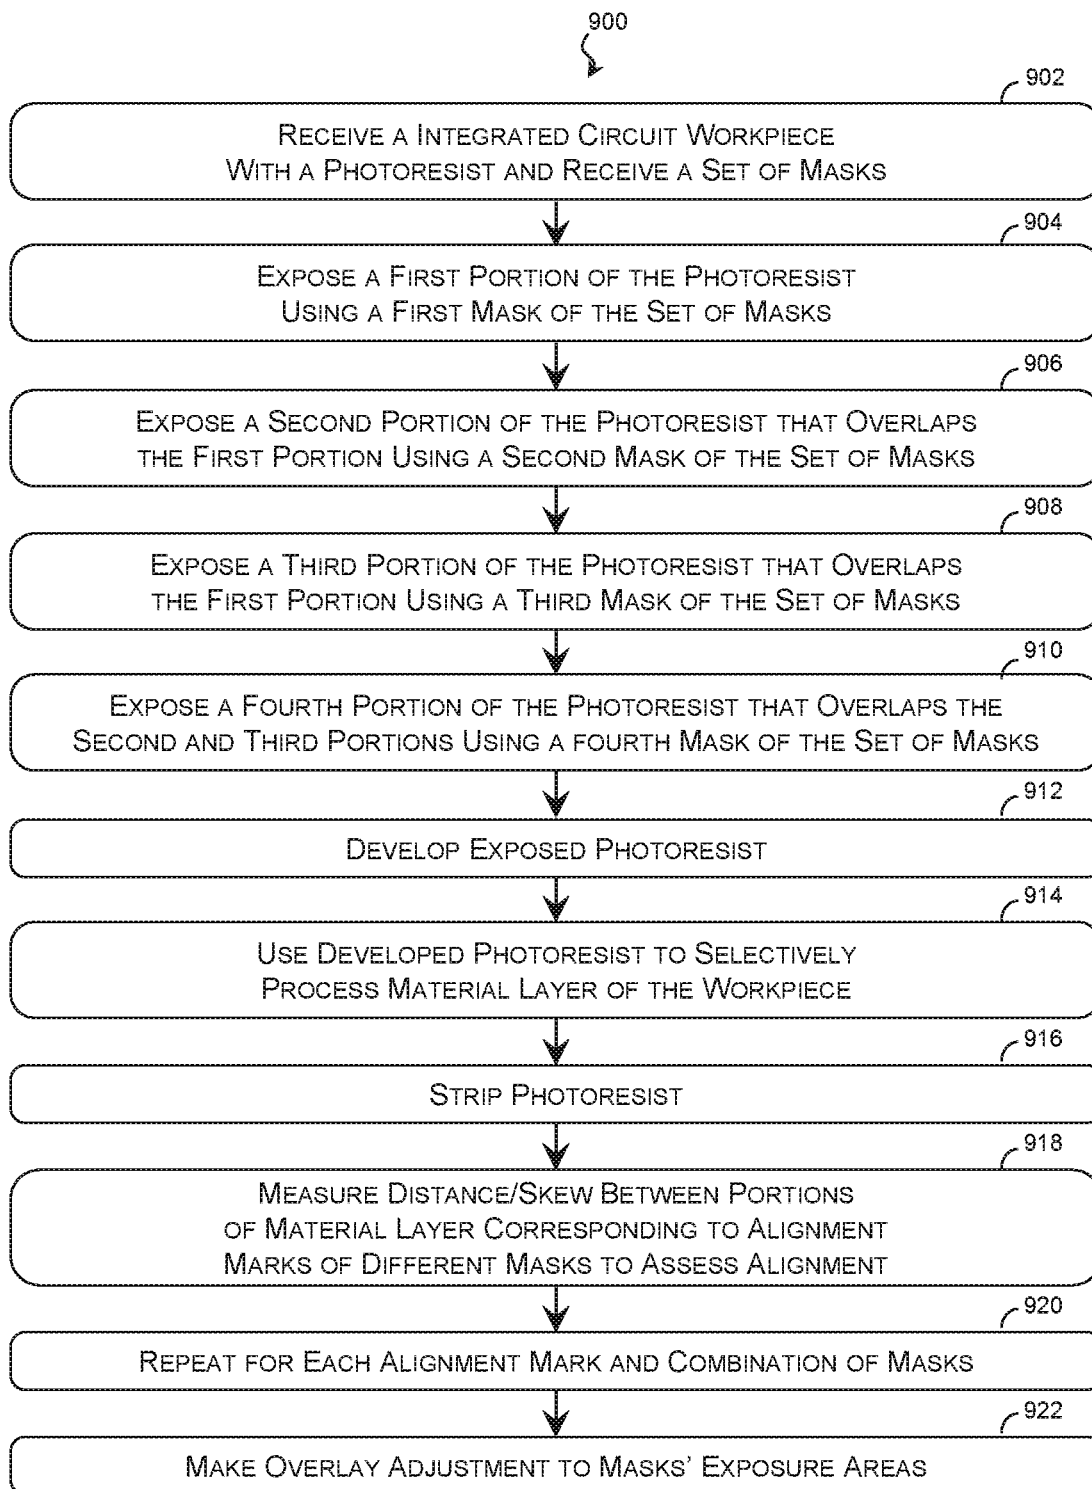 900
902
RECEIVE A INTEGRATED CIRCUIT WORKPIECE
WITH A PHOTORESIST AND RECEIVE A SET OF MASKS
904
EXPOSE A FIRST PORTION OF THE PHOTORESIST
USING A FIRST MASK OF THE SET OF MASKS
906
EXPOSE A SECOND PORTION OF THE PHOTORESIST THAT OVERLAPS
THE FIRST PORTION USING A SECOND MASK OF THE SET OF MASKS
908
EXPOSE A THIRD PORTION OF THE PHOTORESIST THAT OVERLAPS
THE FIRST PORTION USING A THIRD MASK OF THE SET OF MASKS
910
EXPOSE A FOURTH PORTION OF THE PHOTORESIST THAT OVERLAPS THE
SECOND AND THIRD PORTIONS USING A FOURTH MASK OF THE SET OF MASKS
912
DEVELOP EXPOSED PHOTORESIST
914
USE DEVELOPED PHOTORESIST TO SELECTIVELY
PROCESS MATERIAL LAYER OF THE WORKPIECE
916
STRIP PHOTORESIST
918
MEASURE DISTANCE/SKEW BETWEEN PORTIONS
OF MATERIAL LAYER CORRESPONDING TO ALIGNMENT
MARKS OF DIFFERENT MASKS TO ASSESS ALIGNMENT
920
REPEAT FOR EACH ALIGNMENT MARK AND COMBINATION OF MASKS
922
MAKE OVERLAY ADJUSTMENT TO MASKS' EXPOSURE AREAS